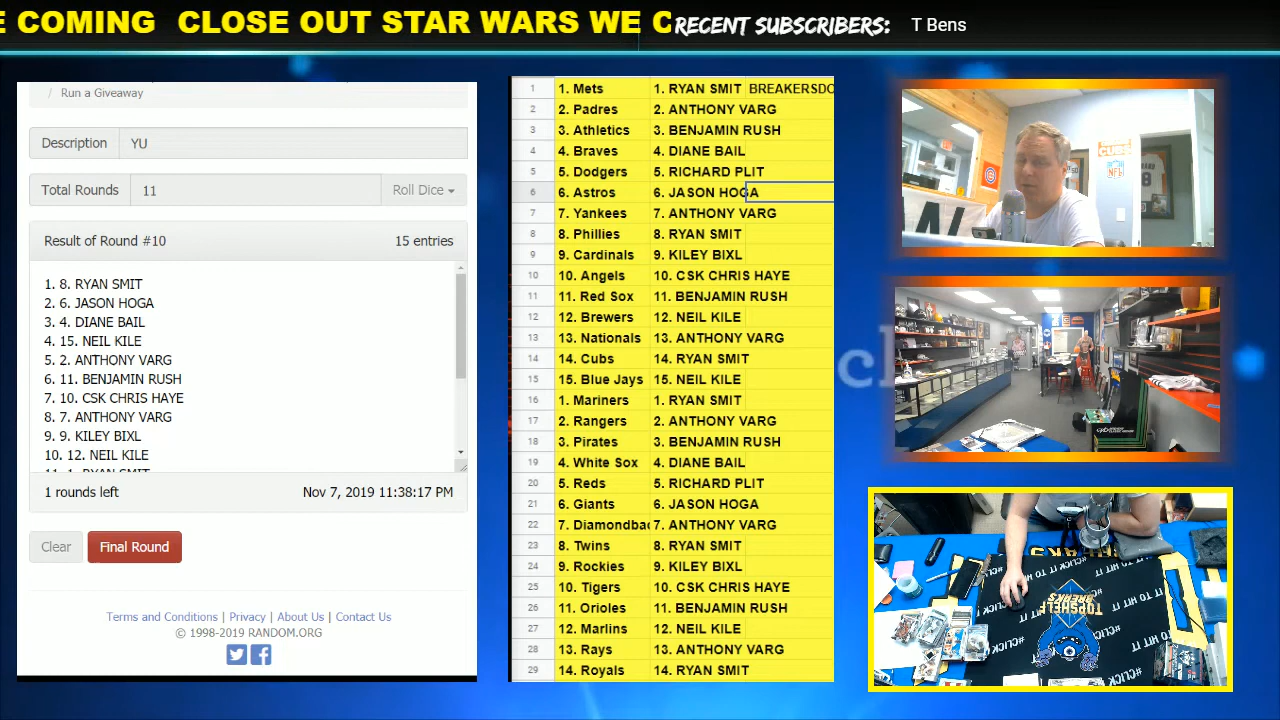 E COMING CLOSE OUT STAR WARS WE C
RECENT SUBSCRIBERS: T Bens
/ Run a Giveaway
Description YU
Total Rounds 11 Roll Dice
Result of Round #10 15 entries
1. 8. RYAN SMIT
2. 6. JASON HOGA
3. 4. DIANE BAIL
4. 15. NEIL KILE
5. 2. ANTHONY VARG
6. 11. BENJAMIN RUSH
7. 10. CSK CHRIS HAYE
8. 7. ANTHONY VARG
9. 9. KILEY BIXL
10. 12. NEIL KILE
11. 1. RYAN SMIT
1 rounds left Nov 7, 2019 11:38:17 PM
Clear Final Round
Terms and Conditions | Privacy | About Us | Contact Us
© 1998-2019 RANDOM.ORG
1 1. Mets 1. RYAN SMIT BREAKERSDO
2 2. Padres 2. ANTHONY VARG
3 3. Athletics 3. BENJAMIN RUSH
4 4. Braves 4. DIANE BAIL
5 5. Dodgers 5. RICHARD PLIT
6 6. Astros 6. JASON HOGA
7 7. Yankees 7. ANTHONY VARG
8 8. Phillies 8. RYAN SMIT
9 9. Cardinals 9. KILEY BIXL
10 10. Angels 10. CSK CHRIS HAYE
11 11. Red Sox 11. BENJAMIN RUSH
12 12. Brewers 12. NEIL KILE
13 13. Nationals 13. ANTHONY VARG
14 14. Cubs 14. RYAN SMIT
15 15. Blue Jays 15. NEIL KILE
16 1. Mariners 1. RYAN SMIT
17 2. Rangers 2. ANTHONY VARG
18 3. Pirates 3. BENJAMIN RUSH
19 4. White Sox 4. DIANE BAIL
20 5. Reds 5. RICHARD PLIT
21 6. Giants 6. JASON HOGA
22 7. Diamondbac 7. ANTHONY VARG
23 8. Twins 8. RYAN SMIT
24 9. Rockies 9. KILEY BIXL
25 10. Tigers 10. CSK CHRIS HAYE
26 11. Orioles 11. BENJAMIN RUSH
27 12. Marlins 12. NEIL KILE
28 13. Rays 13. ANTHONY VARG
29 14. Royals 14. RYAN SMIT
CUBS
NFL
cl
BREAKS
#CLICK TO HIT IT
TOPSHELF
BREAKS